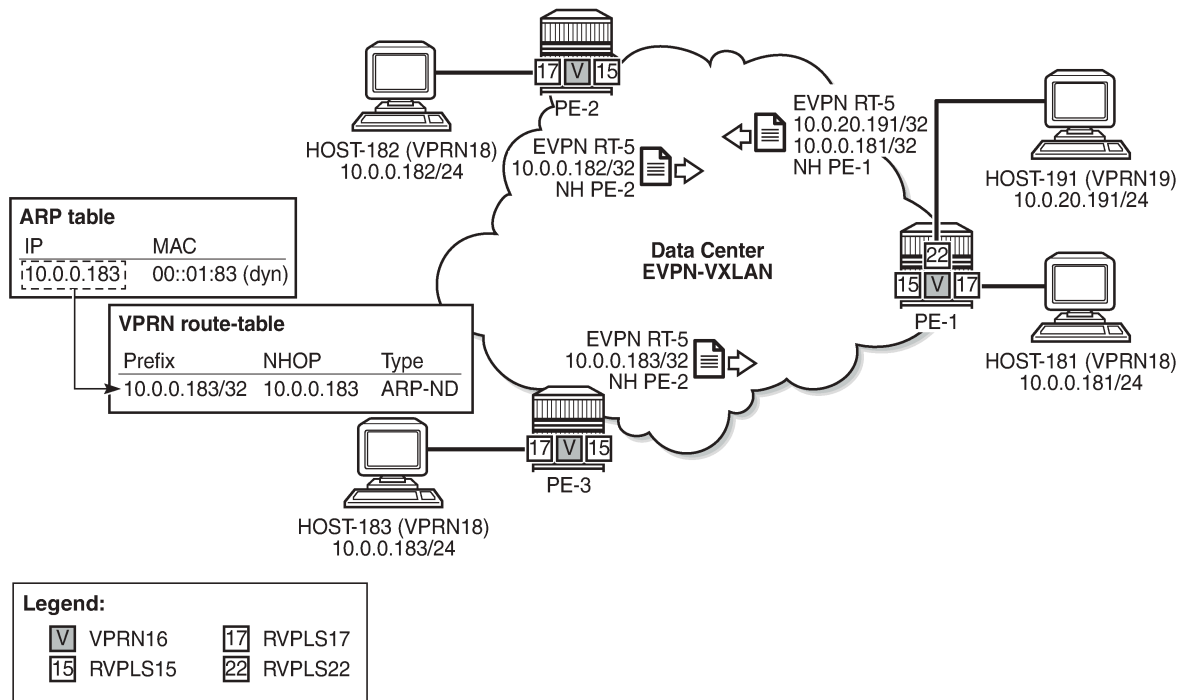 17 V 15
PE-2
HOST-182 (VPRN18)
10.0.0.182/24
EVPN RT-5
10.0.0.182/32
NH PE-2
EVPN RT-5
10.0.20.191/32
10.0.0.181/32
NH PE-1
HOST-191 (VPRN19)
10.0.20.191/24
ARP table
IP MAC
10.0.0.183 00::01:83 (dyn)
Data Center
EVPN-VXLAN
22
15 V 17
PE-1
HOST-181 (VPRN18)
10.0.0.181/24
VPRN route-table
Prefix NHOP Type
10.0.0.183/32 10.0.0.183 ARP-ND
EVPN RT-5
10.0.0.183/32
NH PE-2
17 V 15
PE-3
HOST-183 (VPRN18)
10.0.0.183/24
Legend:
V VPRN16 17 RVPLS17
15 RVPLS15 22 RVPLS22